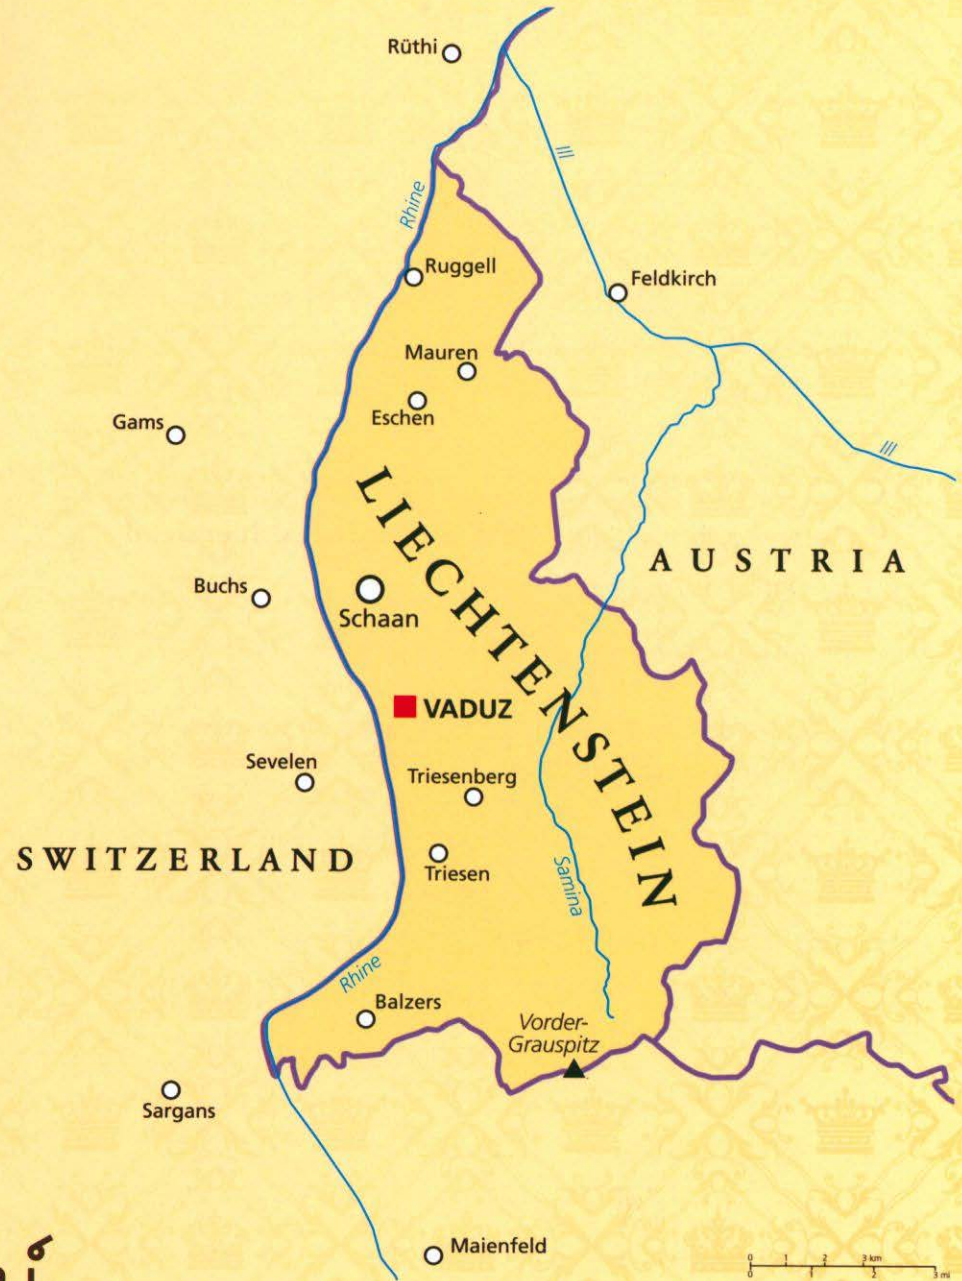 Rüthi
Ill
Rhine
Ruggell
Feldkirch
Mauren
Eschen
Gams
Ill
LIECHTENSTEIN
AUSTRIA
Buchs
Schaan
VADUZ
Sevelen
Triesenberg
SWITZERLAND
Triesen
Samina
Rhine
Balzers
Vorder-
Grauspitz
Sargans
Maienfeld
0 1 2 3 km
0 1 2 3 mi